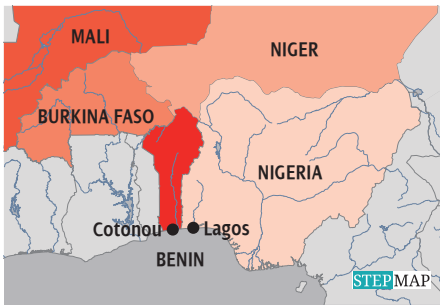 MALI
NIGER
BURKINA FASO
NIGERIA
Cotonou
Lagos
BENIN
STEPMAP